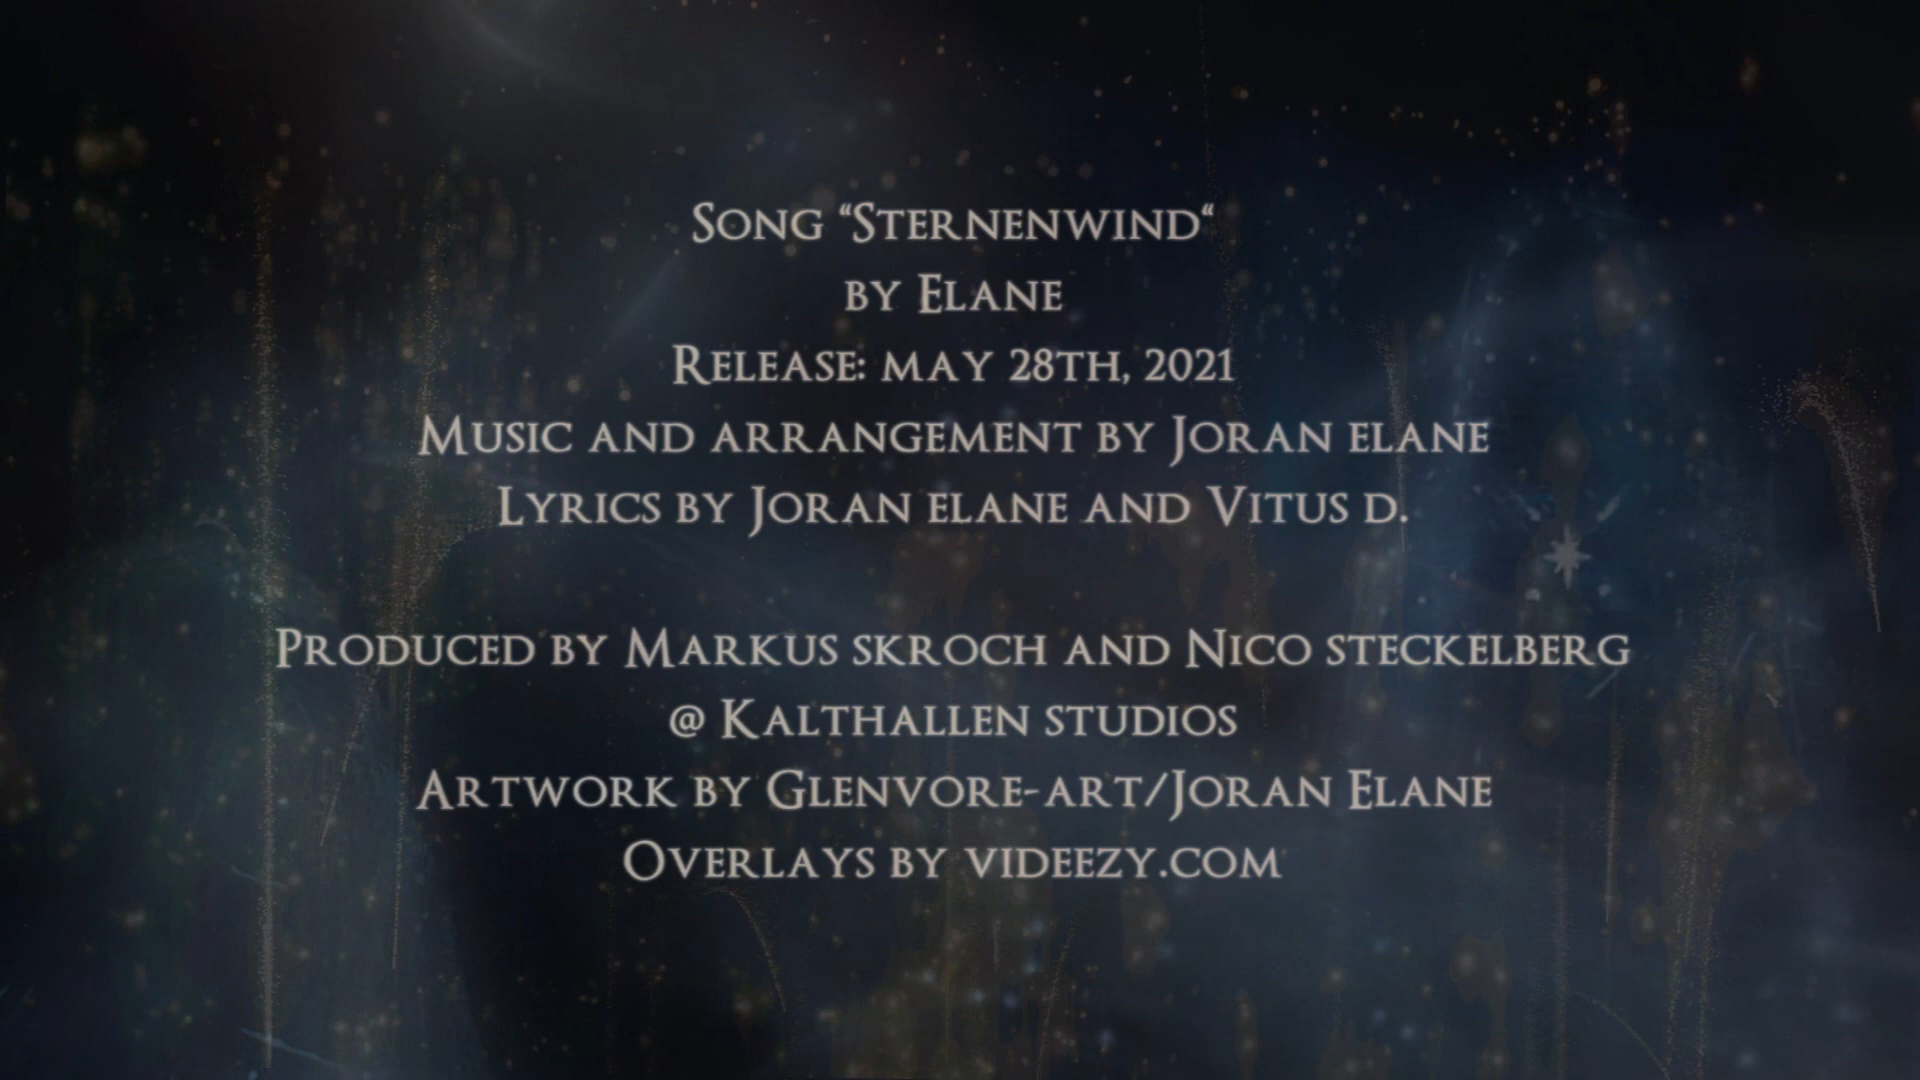 Song “Sternenwind“
by Elane
Release: may 28th, 2021
Music and arrangement by Joran elane
Lyrics by Joran elane and Vitus d.
Produced by Markus skroch and Nico steckelberg
@ Kalthallen studios
Artwork by Glenvore-art/Joran Elane
Overlays by videezy.com